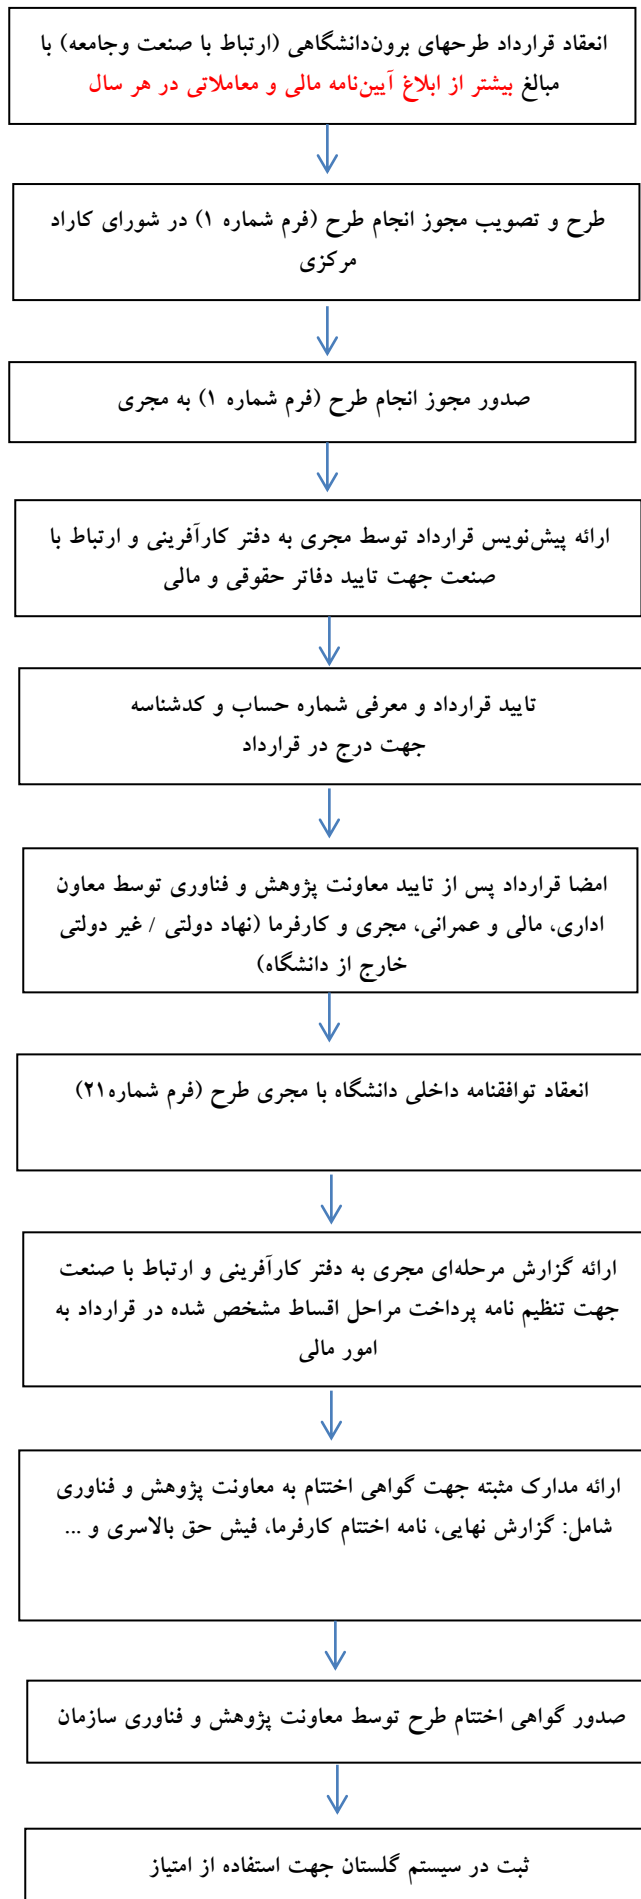 انعقاد قرارداد طرحهای برون‌دانشگاهی (ارتباط با صنعت وجامعه) با
مبالغ بیشتر از ابلاغ آیین‌نامه مالی و معاملاتی در هر سال
طرح و تصویب مجوز انجام طرح (فرم شماره ۱) در شورای کاراد
مرکزی
صدور مجوز انجام طرح (فرم شماره ۱) به مجری
ارائه پیش‌نویس قرارداد توسط مجری به دفتر کارآفرینی و ارتباط با
صنعت جهت تایید دفاتر حقوقی و مالی
تایید قرارداد و معرفی شماره حساب و کدشناسه
جهت درج در قرارداد
امضا قرارداد پس از تایید معاونت پژوهش و فناوری توسط معاون
اداری، مالی و عمرانی، مجری و کارفرما (نهاد دولتی / غیر دولتی
خارج از دانشگاه)
انعقاد توافقنامه داخلی دانشگاه با مجری طرح (فرم شماره۲۱)
ارائه گزارش مرحله‌ای مجری به دفتر کارآفرینی و ارتباط با صنعت
جهت تنظیم نامه پرداخت مراحل اقساط مشخص شده در قرارداد به
امور مالی
ارائه مدارک مثبته جهت گواهی اختتام به معاونت پژوهش و فناوری
شامل: گزارش نهایی، نامه اختتام کارفرما، فیش حق بالاسری و ...
صدور گواهی اختتام طرح توسط معاونت پژوهش و فناوری سازمان
ثبت در سیستم گلستان جهت استفاده از امتیاز